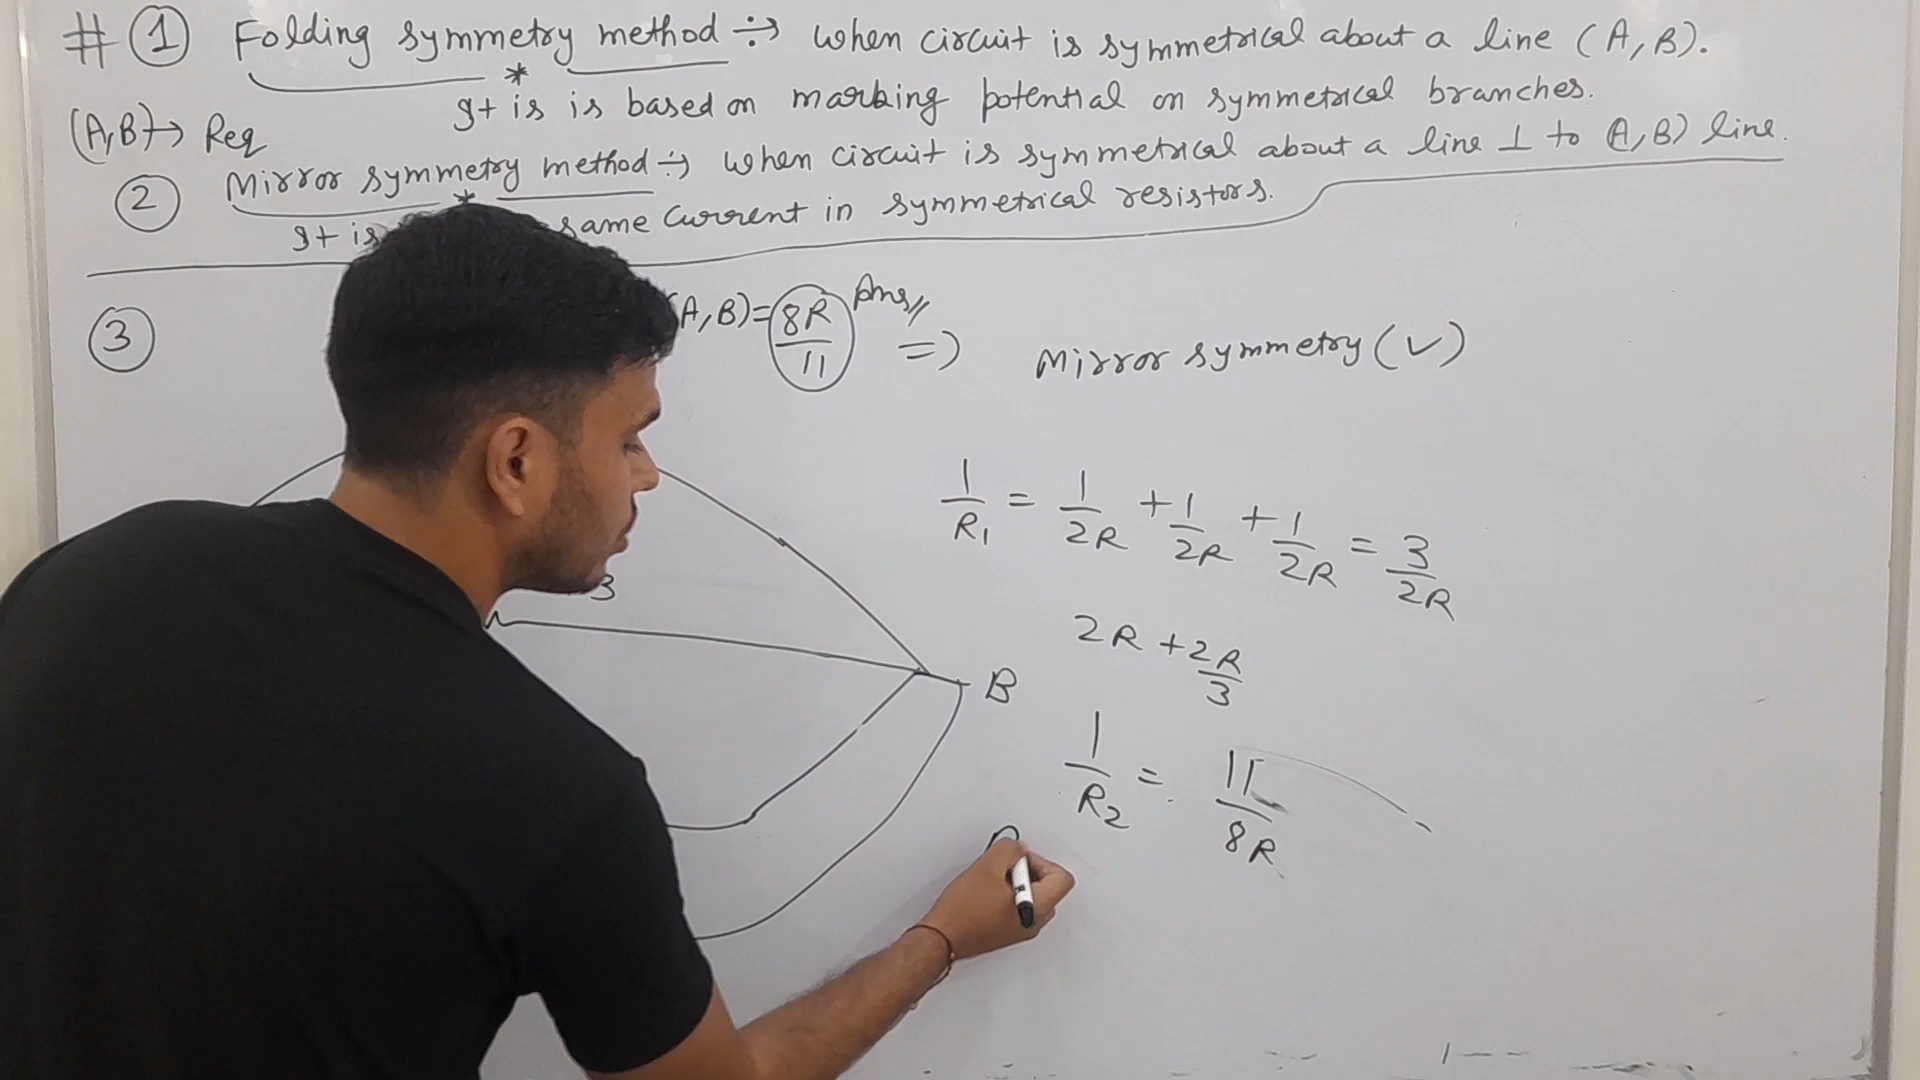 # ① Folding symmetry method ÷→ when circuit is symmetrical about a line (A, B).
* It is is based on marking potential on symmetrical branches.
(A,B)→ Req
② Mirror symmetry method ÷→ when circuit is symmetrical about a line ⊥ to (A, B) line.
* It is same current in symmetrical resistors.
③ (A, B) = 8R/11 Ans,,
=) Mirror symmetry (✓)
1/R1 = 1/2R + 1/2R + 1/2R = 3/2R
3
2R + 2R/3
B
1/R2 = 11/8R